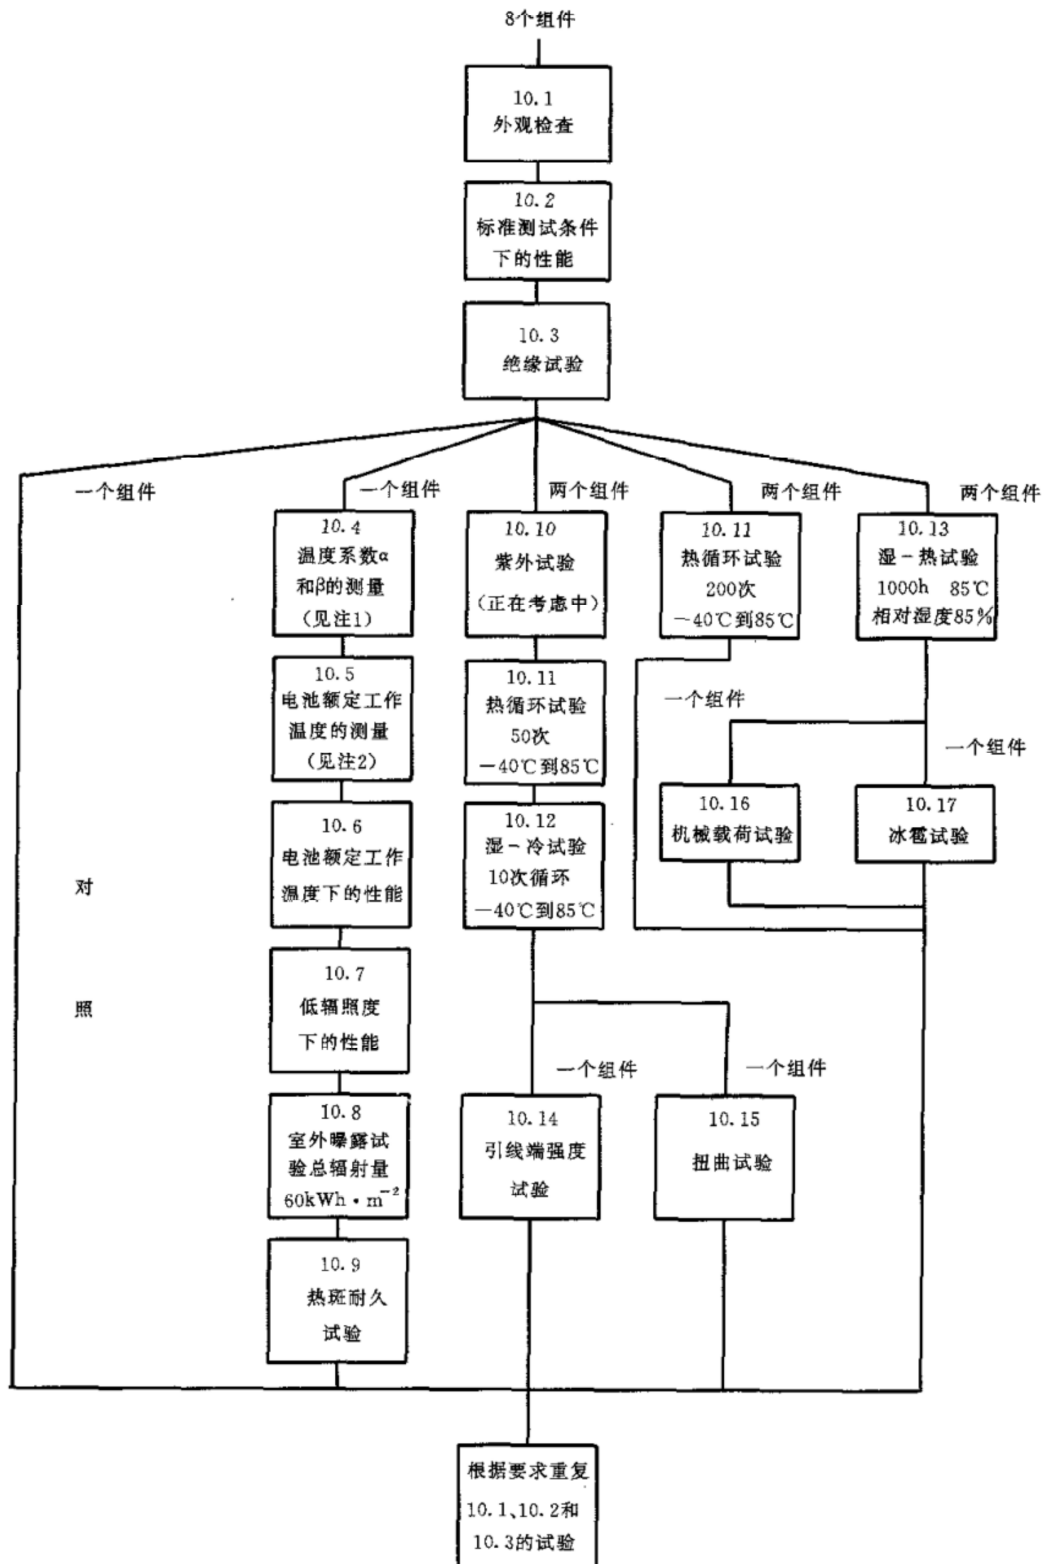 8个组件
10.1
外观检查
10.2
标准测试条件
下的性能
10.3
绝缘试验
一个组件
一个组件
两个组件
两个组件
两个组件
10.4
温度系数α
和β的测量
(见注1)
10.10
紫外试验
(正在考虑中)
10.11
热循环试验
200次
-40℃到85℃
10.13
湿-热试验
1000h 85℃
相对湿度85%
10.5
电池额定工作
温度的测量
(见注2)
10.11
热循环试验
50次
-40℃到85℃
一个组件
一个组件
10.6
电池额定工作
温度下的性能
10.12
湿-冷试验
10次循环
-40℃到85℃
10.16
机械载荷试验
10.17
冰雹试验
对
照
10.7
低辐照度
下的性能
一个组件
一个组件
10.8
室外曝露试
验总辐射量
60kWh·m⁻²
10.14
引线端强度
试验
10.15
扭曲试验
10.9
热斑耐久
试验
根据要求重复
10.1、10.2和
10.3的试验